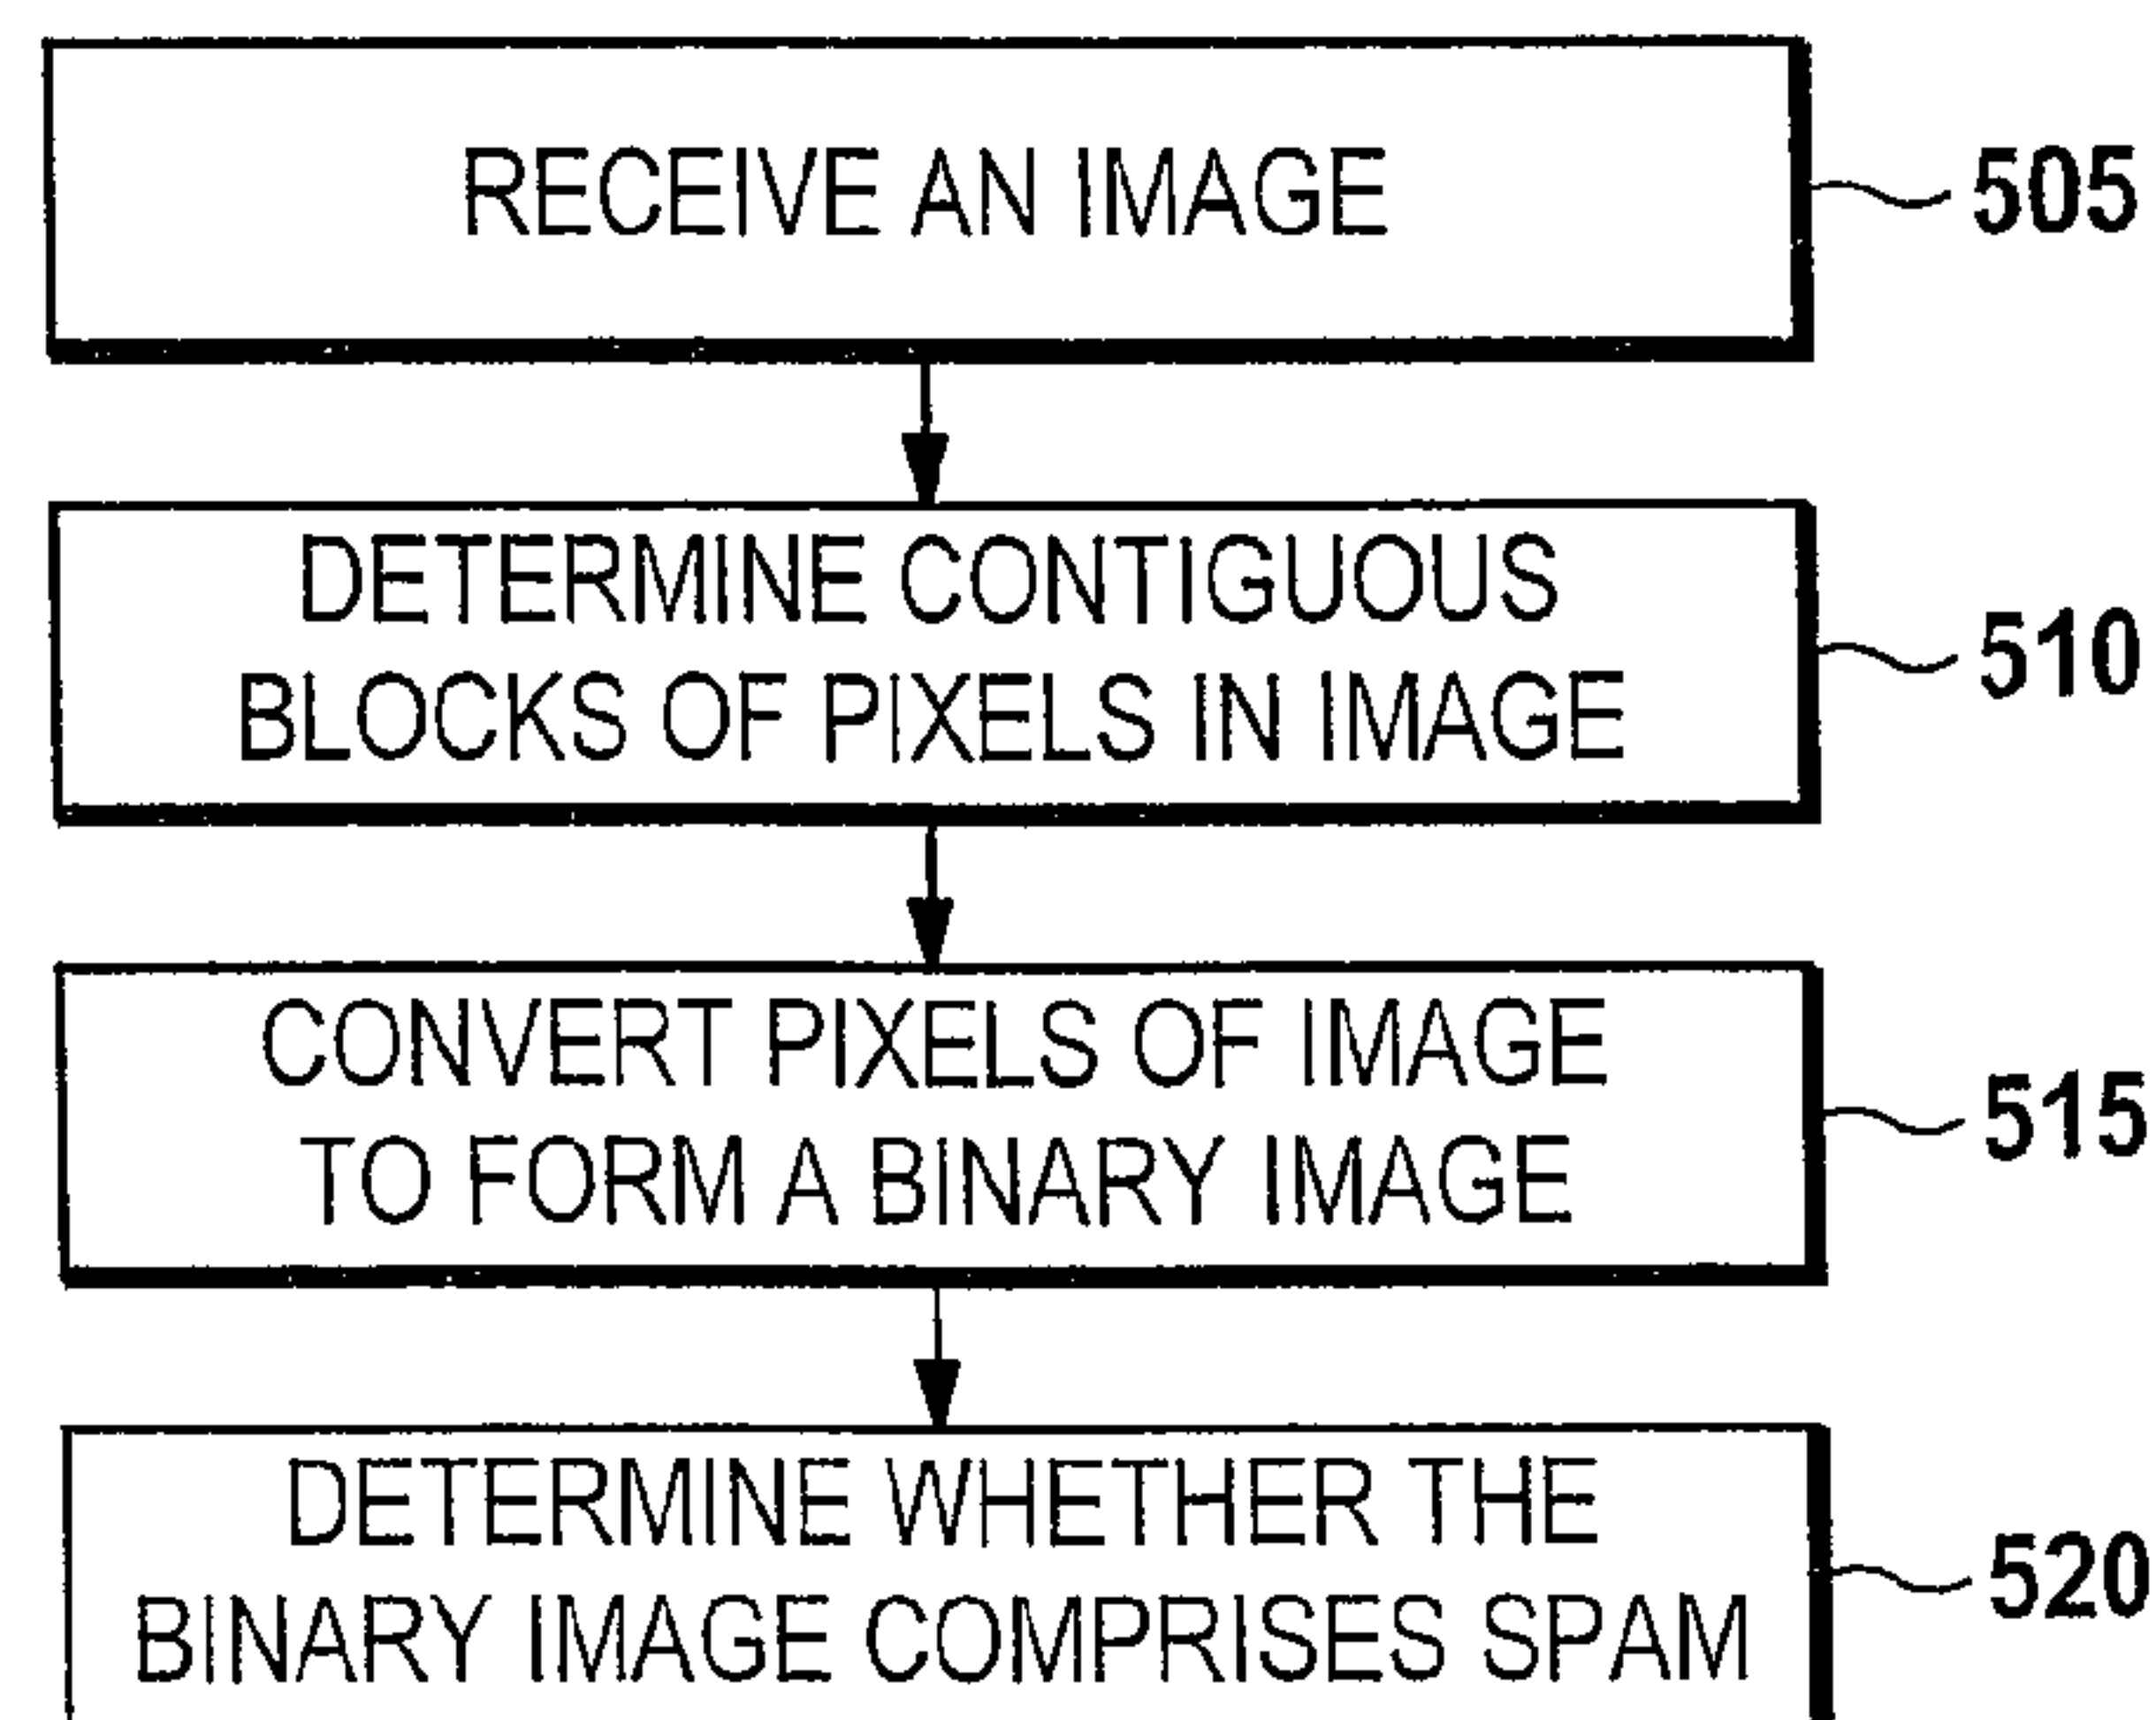 RECEIVE AN IMAGE
505
DETERMINE CONTIGUOUS
BLOCKS OF PIXELS IN IMAGE
510
CONVERT PIXELS OF IMAGE
TO FORM A BINARY IMAGE
515
DETERMINE WHETHER THE
BINARY IMAGE COMPRISES SPAM
520